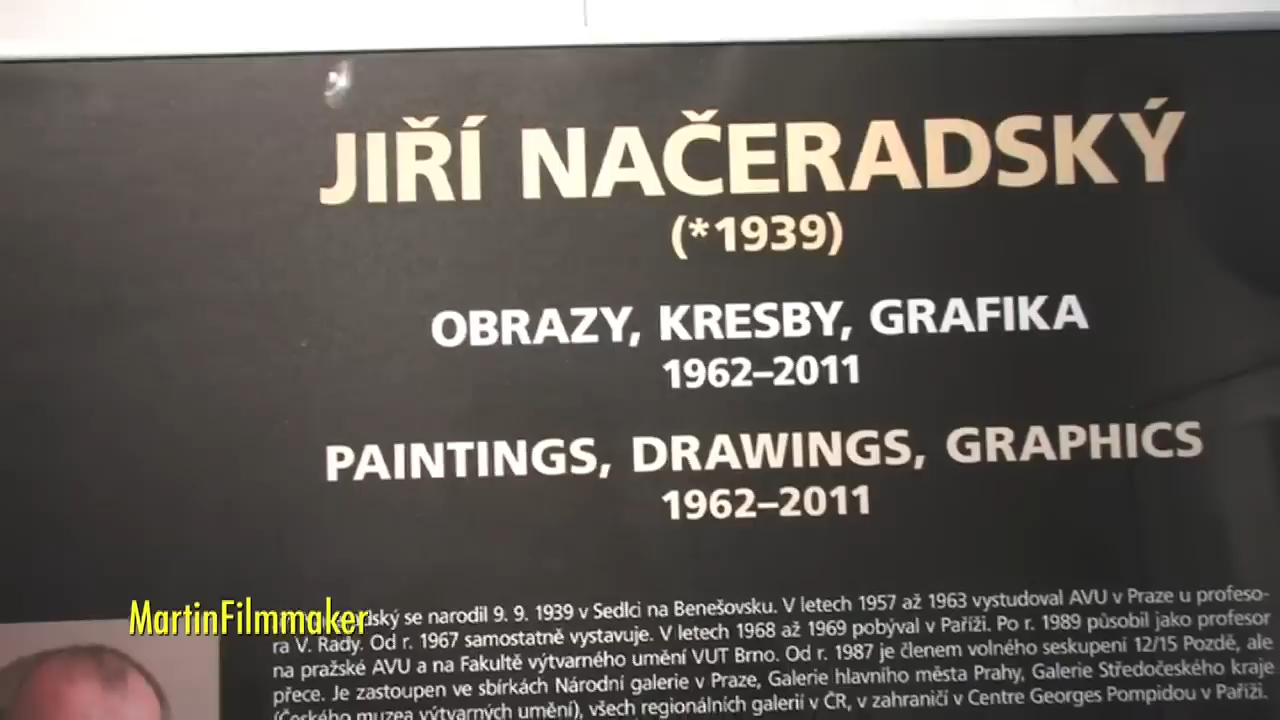 JIŘÍ NAČERADSKÝ
(*1939)
OBRAZY, KRESBY, GRAFIKA
1962–2011
PAINTINGS, DRAWINGS, GRAPHICS
1962–2011
MartinFilmmaker
se narodil 9. 9. 1939 v Sedlci na Benešovsku. V letech 1957 až 1963 vystudoval AVU v Praze u profeso-
ra V. Rady. Od r. 1967 samostatně vystavuje. V letech 1968 až 1969 pobýval v Paříži. Po r. 1989 působil jako profesor
na pražské AVU a na Fakultě výtvarného umění VUT Brno. Od r. 1987 je členem volného seskupení 12/15 Pozdě, ale
přece. Je zastoupen ve sbírkách Národní galerie v Praze, Galerie hlavního města Prahy, Galerie Středočeského kraje
(Českého muzea výtvarných umění), všech regionálních galerií v ČR, v zahraničí v Centre Georges Pompidou v Paříži.